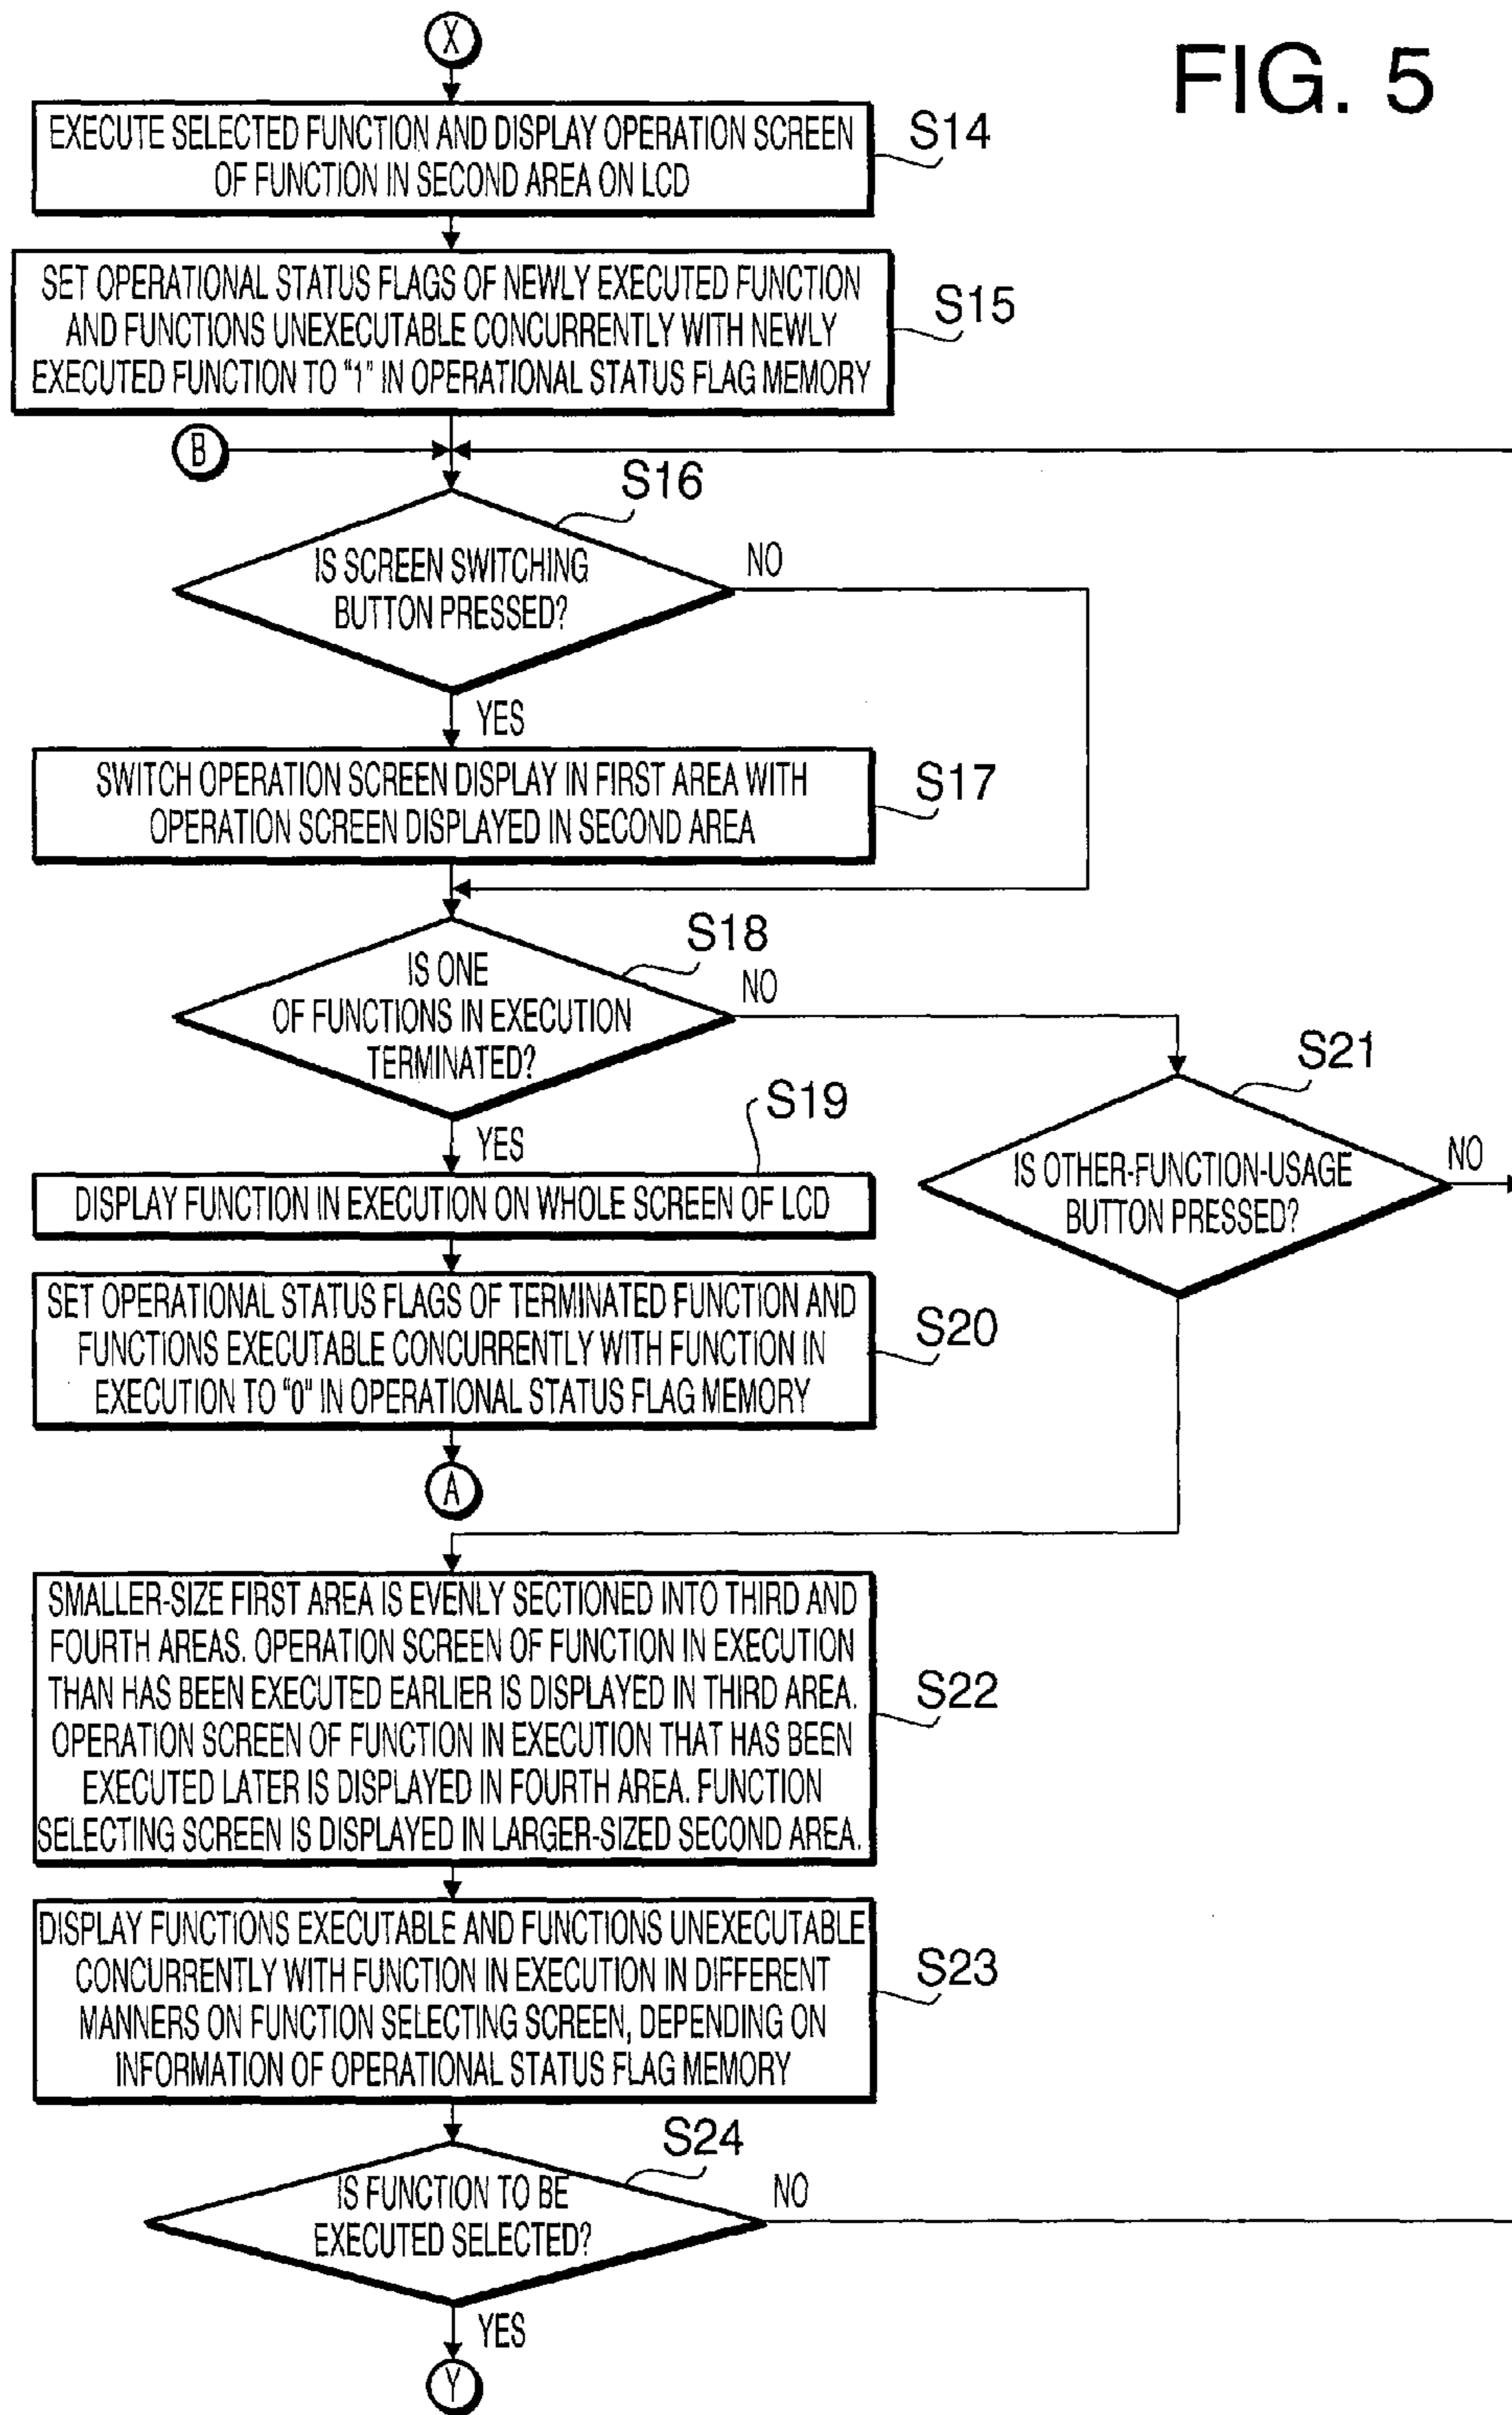 FIG. 5
X
EXECUTE SELECTED FUNCTION AND DISPLAY OPERATION SCREEN
OF FUNCTION IN SECOND AREA ON LCD
S14
SET OPERATIONAL STATUS FLAGS OF NEWLY EXECUTED FUNCTION
AND FUNCTIONS UNEXECUTABLE CONCURRENTLY WITH NEWLY
EXECUTED FUNCTION TO "1" IN OPERATIONAL STATUS FLAG MEMORY
S15
B
S16
IS SCREEN SWITCHING
BUTTON PRESSED?
NO
YES
SWITCH OPERATION SCREEN DISPLAY IN FIRST AREA WITH
OPERATION SCREEN DISPLAYED IN SECOND AREA
S17
S18
IS ONE
OF FUNCTIONS IN EXECUTION
TERMINATED?
NO
YES
S21
IS OTHER-FUNCTION-USAGE
BUTTON PRESSED?
NO
S19
DISPLAY FUNCTION IN EXECUTION ON WHOLE SCREEN OF LCD
SET OPERATIONAL STATUS FLAGS OF TERMINATED FUNCTION AND
FUNCTIONS EXECUTABLE CONCURRENTLY WITH FUNCTION IN
EXECUTION TO "0" IN OPERATIONAL STATUS FLAG MEMORY
S20
A
SMALLER-SIZE FIRST AREA IS EVENLY SECTIONED INTO THIRD AND
FOURTH AREAS. OPERATION SCREEN OF FUNCTION IN EXECUTION
THAN HAS BEEN EXECUTED EARLIER IS DISPLAYED IN THIRD AREA.
OPERATION SCREEN OF FUNCTION IN EXECUTION THAT HAS BEEN
EXECUTED LATER IS DISPLAYED IN FOURTH AREA. FUNCTION
SELECTING SCREEN IS DISPLAYED IN LARGER-SIZED SECOND AREA.
S22
DISPLAY FUNCTIONS EXECUTABLE AND FUNCTIONS UNEXECUTABLE
CONCURRENTLY WITH FUNCTION IN EXECUTION IN DIFFERENT
MANNERS ON FUNCTION SELECTING SCREEN, DEPENDING ON
INFORMATION OF OPERATIONAL STATUS FLAG MEMORY
S23
S24
IS FUNCTION TO BE
EXECUTED SELECTED?
NO
YES
Y